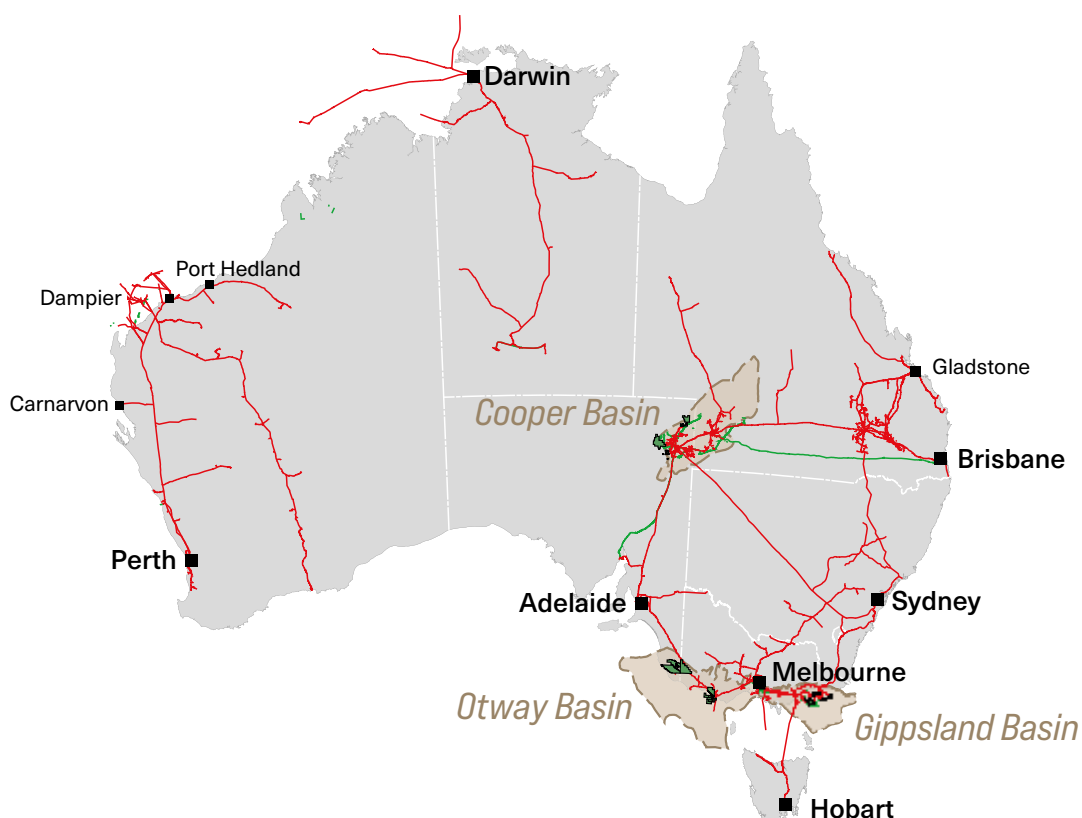 Darwin
Port Hedland
Dampier
Gladstone
Carnarvon
Cooper Basin
Brisbane
Perth
Adelaide
Sydney
Melbourne
Otway Basin
Gippsland Basin
Hobart